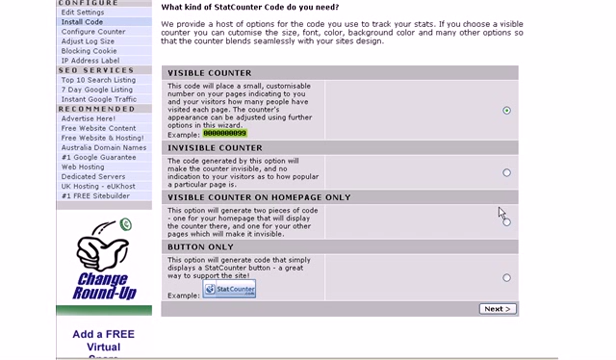 CONFIGURE
Edit Settings
Install Code
Configure Counter
Adjust Log Size
Blocking Cookie
IP Address Label
SEO SERVICES
Top 10 Search Listing
7 Day Google Listing
Instant Google Traffic
RECOMMENDED
Advertise Here!
Free Website Content
Free Website & Hosting!
Australia Domain Names
#1 Google Guarantee
Web Hosting
Dedicated Servers
UK Hosting - eUKhost
#1 FREE Sitebuilder
Change
Round-Up
Add a FREE
Virtual
What kind of StatCounter Code do you need?
We provide a host of options for the code you use to track your stats. If you choose a visible
counter you can cutomise the size, font, color, background color and many other options so
that the counter blends seamlessly with your sites design.
VISIBLE COUNTER
This code will place a small, customisable
number on your pages indicating to you
and your visitors how many people have
visited each page. The counter's
appearance can be adjusted using further
options in this wizard.
Example: 0000000099
INVISIBLE COUNTER
The code generated by this option will
make the counter invisible, and no
indication to your visitors as to how popular
a particular page is.
VISIBLE COUNTER ON HOMEPAGE ONLY
This option will generate two pieces of code
- one for your homepage that will display
the counter there, and one for your other
pages which will make it invisible.
BUTTON ONLY
This option will generate code that simply
displays a StatCounter button - a great
way to support the site!
Example: StatCounter
Next >